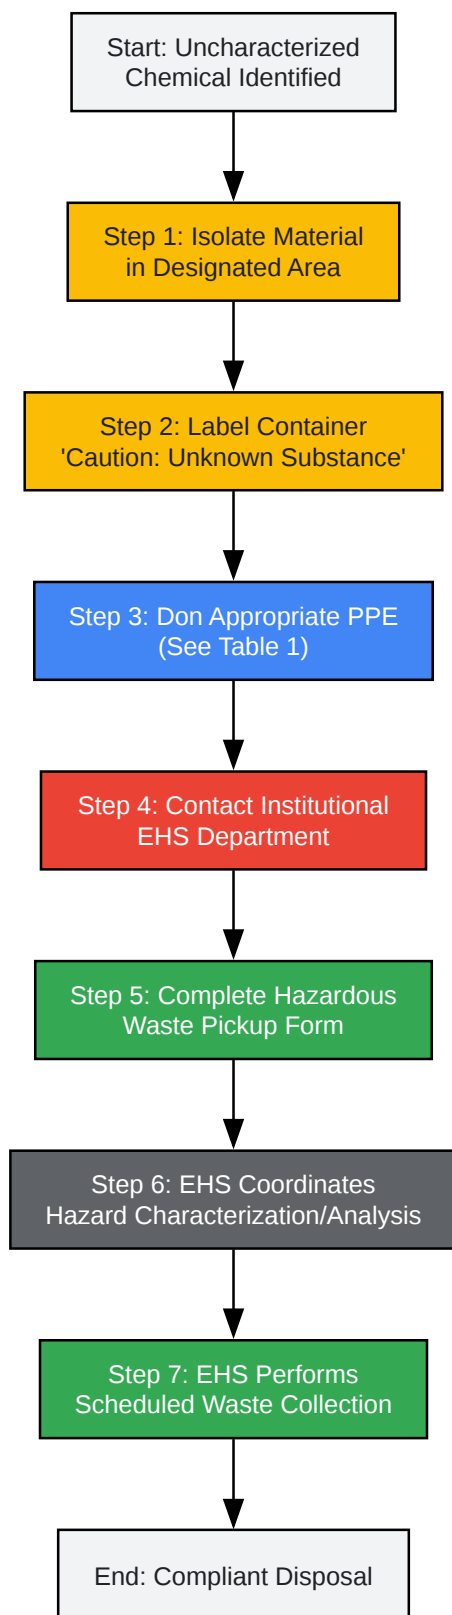 Start: Uncharacterized
Chemical Identified
Step 1: Isolate Material
in Designated Area
Step 2: Label Container
'Caution: Unknown Substance'
Step 3: Don Appropriate PPE
(See Table 1)
Step 4: Contact Institutional
EHS Department
Step 5: Complete Hazardous
Waste Pickup Form
Step 6: EHS Coordinates
Hazard Characterization/Analysis
Step 7: EHS Performs
Scheduled Waste Collection
End: Compliant Disposal